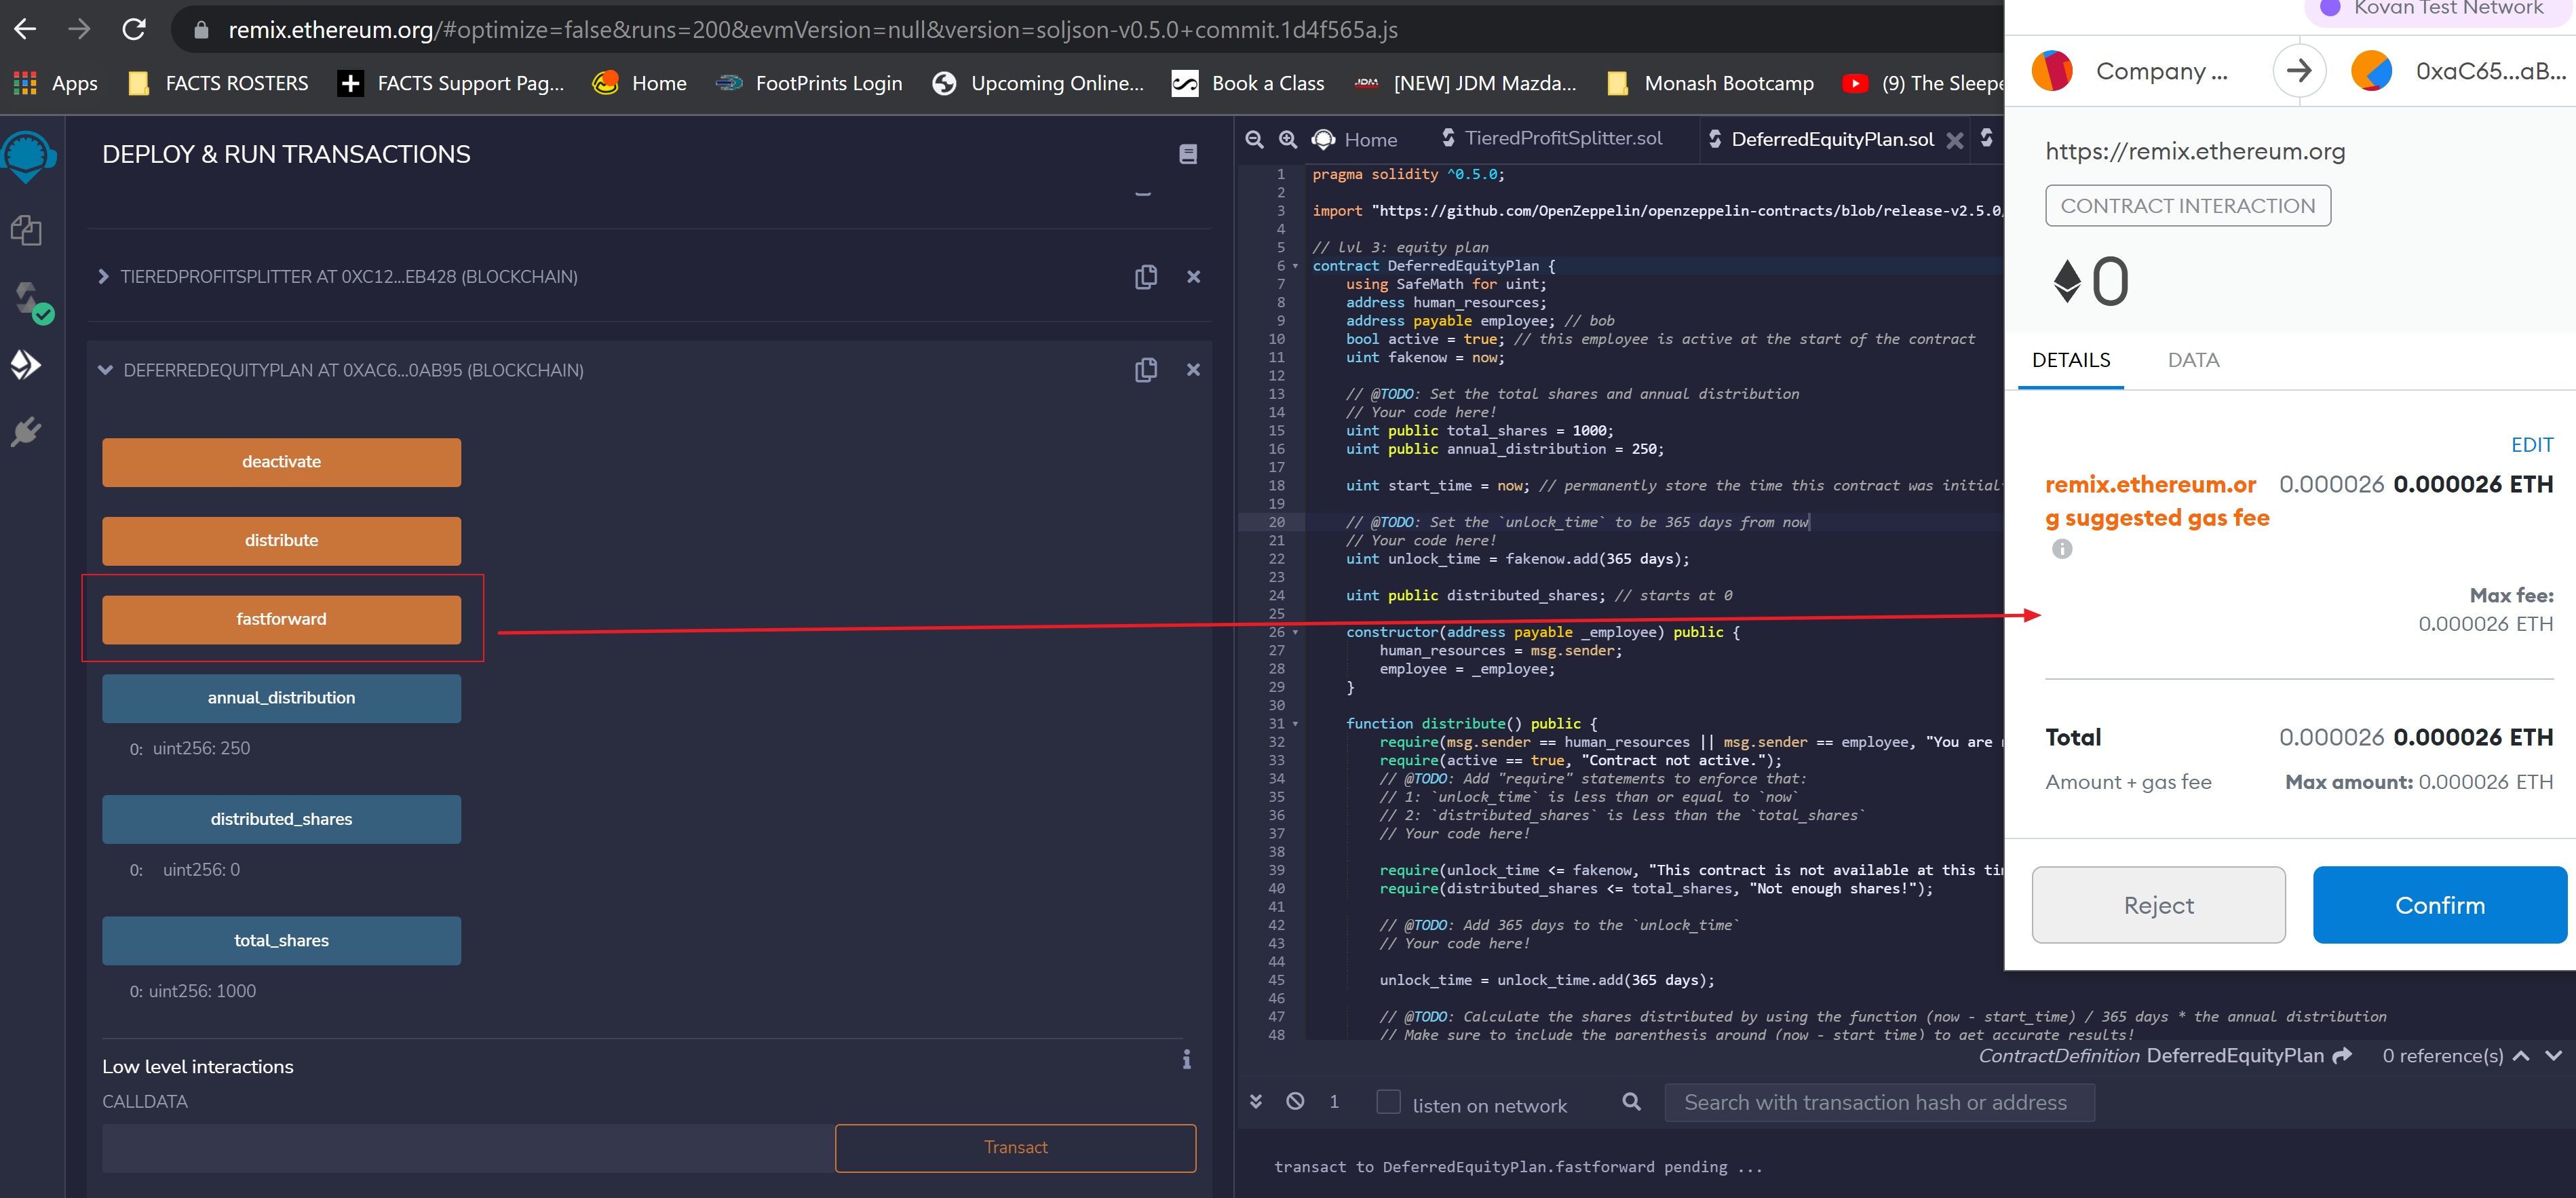 remix.ethereum.org/#optimize=false&runs=200&evmVersion=null&version=soljson-v0.5.0+commit.1d4f565a.js
Apps
FACTS ROSTERS
FACTS Support Pag...
Home
FootPrints Login
Upcoming Online...
Book a Class
JDM
[NEW] JDM Mazda...
Monash Bootcamp
(9) The Sleepe
DEPLOY & RUN TRANSACTIONS
TIEREDPROFITSPLITTER AT 0XC12...EB428 (BLOCKCHAIN)
DEFERREDEQUITYPLAN AT 0XAC6...0AB95 (BLOCKCHAIN)
deactivate
distribute
fastforward
annual_distribution
0: uint256: 250
distributed_shares
0: uint256: 0
total_shares
0: uint256: 1000
Low level interactions
CALLDATA
Transact
Home
TieredProfitSplitter.sol
DeferredEquityPlan.sol
1 pragma solidity ^0.5.0;
2
3 import "https://github.com/OpenZeppelin/openzeppelin-contracts/blob/release-v2.5.0
4
5 // lvl 3: equity plan
6 contract DeferredEquityPlan {
7 using SafeMath for uint;
8 address human_resources;
9 address payable employee; // bob
10 bool active = true; // this employee is active at the start of the contract
11 uint fakenow = now;
12
13 // @TODO: Set the total shares and annual distribution
14 // Your code here!
15 uint public total_shares = 1000;
16 uint public annual_distribution = 250;
17
18 uint start_time = now; // permanently store the time this contract was initial
19
20 // @TODO: Set the `unlock_time` to be 365 days from now
21 // Your code here!
22 uint unlock_time = fakenow.add(365 days);
23
24 uint public distributed_shares; // starts at 0
25
26 constructor(address payable _employee) public {
27 human_resources = msg.sender;
28 employee = _employee;
29 }
30
31 function distribute() public {
32 require(msg.sender == human_resources || msg.sender == employee, "You are
33 require(active == true, "Contract not active.");
34 // @TODO: Add "require" statements to enforce that:
35 // 1: `unlock_time` is less than or equal to `now`
36 // 2: `distributed_shares` is less than the `total_shares`
37 // Your code here!
38
39 require(unlock_time <= fakenow, "This contract is not available at this ti
40 require(distributed_shares <= total_shares, "Not enough shares!");
41
42 // @TODO: Add 365 days to the `unlock_time`
43 // Your code here!
44
45 unlock_time = unlock_time.add(365 days);
46
47 // @TODO: Calculate the shares distributed by using the function (now - start_time) / 365 days * the annual distribution
48 // Make sure to include the parenthesis around (now - start_time) to get accurate results!
ContractDefinition DeferredEquityPlan
0 reference(s)
1
listen on network
Search with transaction hash or address
transact to DeferredEquityPlan.fastforward pending ...
Kovan Test Network
Company ...
0xaC65...aB...
https://remix.ethereum.org
CONTRACT INTERACTION
0
DETAILS
DATA
EDIT
remix.ethereum.or 0.000026 0.000026 ETH
g suggested gas fee
Max fee:
0.000026 ETH
Total 0.000026 0.000026 ETH
Amount + gas fee Max amount: 0.000026 ETH
Reject
Confirm